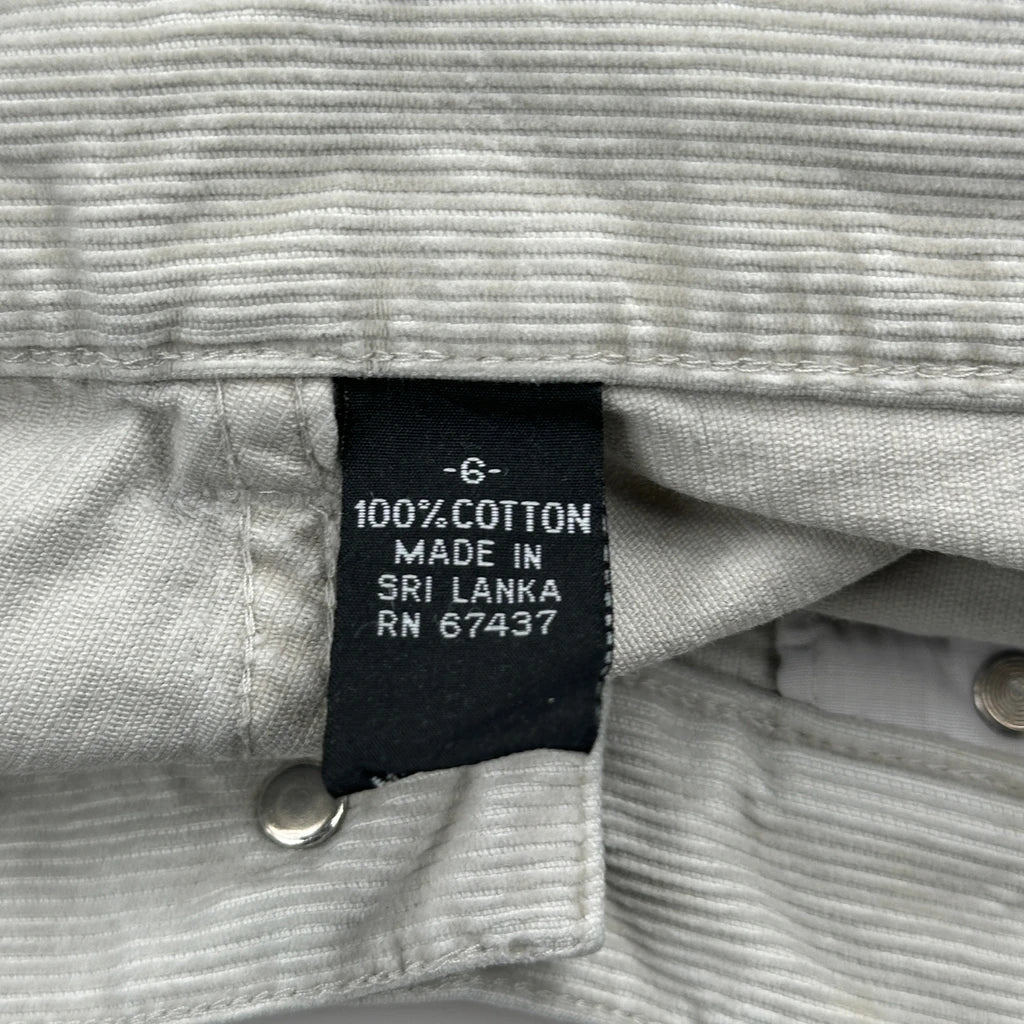 -6-
100% COTTON
MADE IN
SRI LANKA
RN 67437